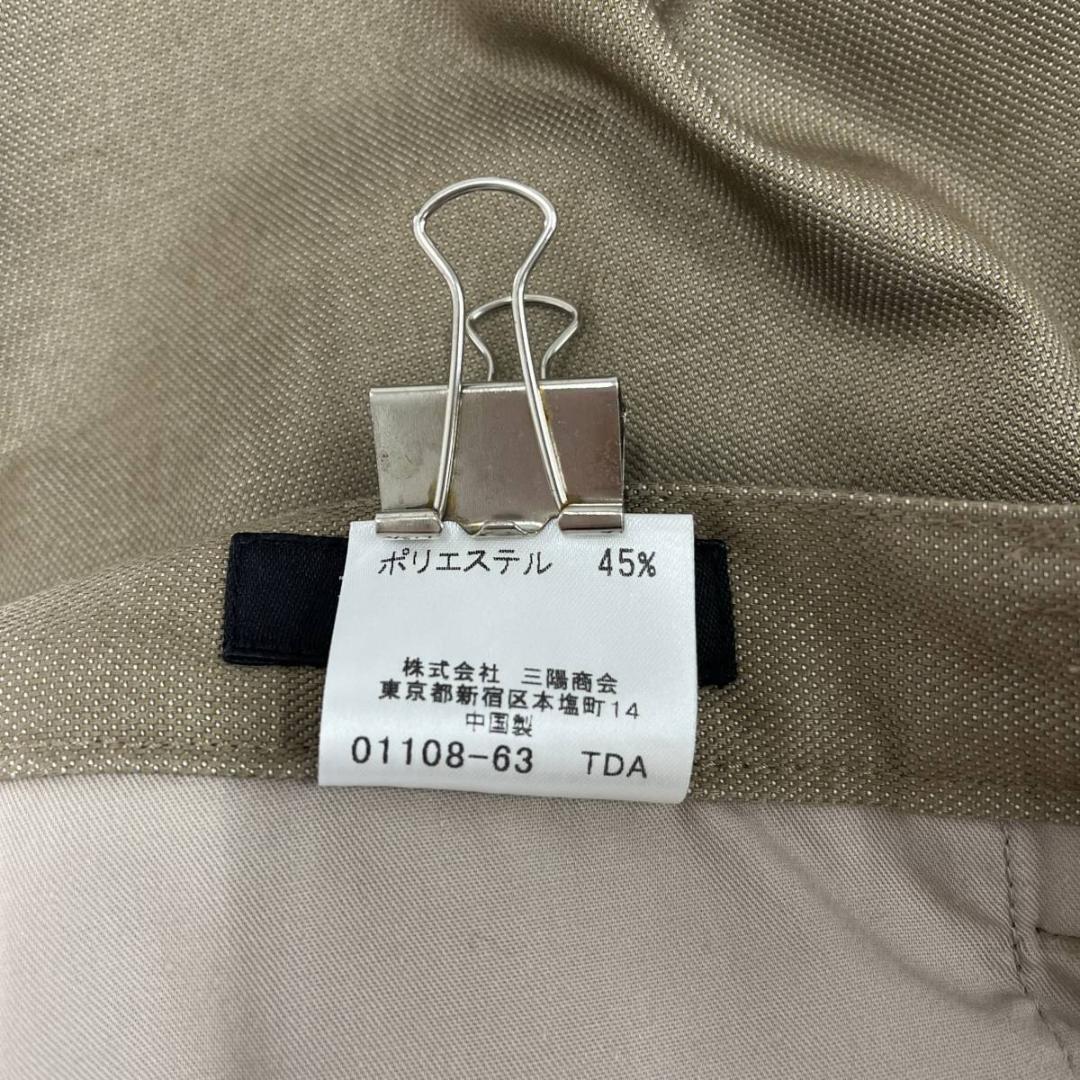 ポリエステル 45%
株式会社 三陽商会
東京都新宿区本塩町14
中国製
01108-63 TDA